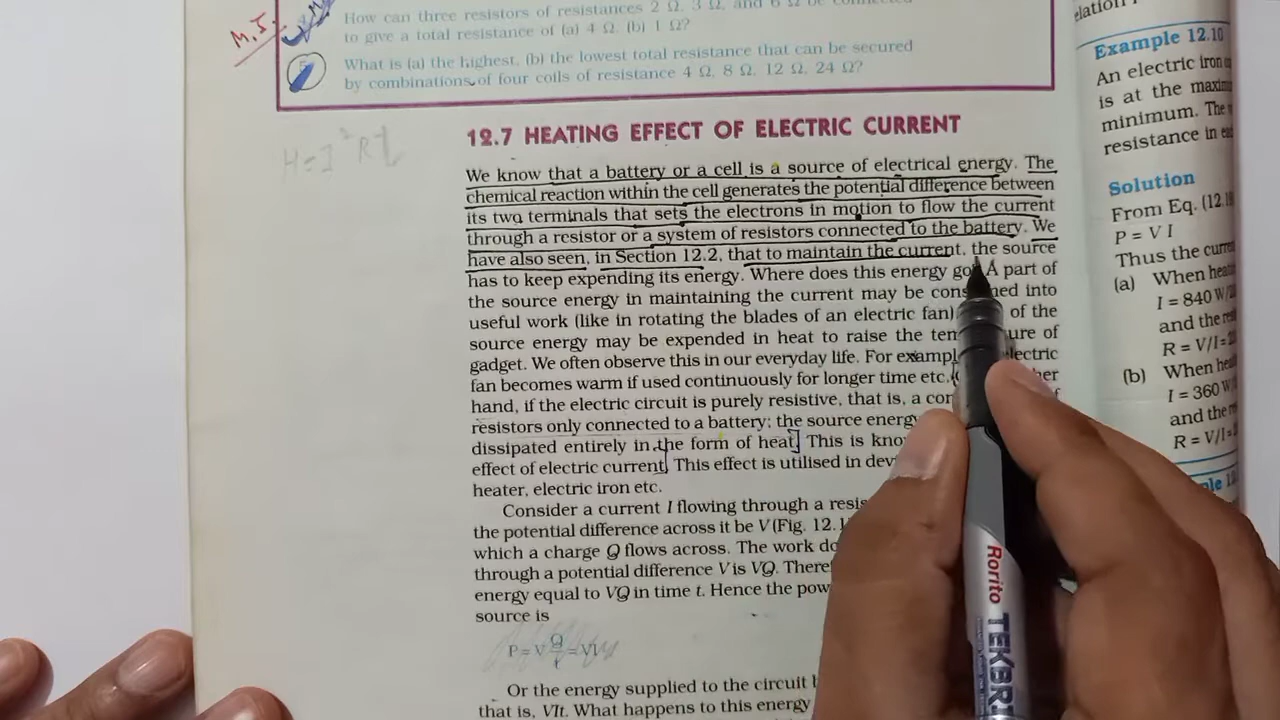 M.I.
How can three resistors of resistances 2 Ω, 3 Ω, and 6 Ω be connected
to give a total resistance of (a) 4 Ω, (b) 1 Ω?
What is (a) the highest, (b) the lowest total resistance that can be secured
by combinations of four coils of resistance 4 Ω, 8 Ω, 12 Ω, 24 Ω?
H=I²Rt
12.7 HEATING EFFECT OF ELECTRIC CURRENT
We know that a battery or a cell is a source of electrical energy. The
chemical reaction within the cell generates the potential difference between
its two terminals that sets the electrons in motion to flow the current
through a resistor or a system of resistors connected to the battery. We
have also seen, in Section 12.2, that to maintain the current, the source
has to keep expending its energy. Where does this energy go A part of
the source energy in maintaining the current may be into
useful work (like in rotating the blades of an electric fan) of the
source energy may be expended in heat to raise the of
gadget. We often observe this in our everyday life. For
fan becomes warm if used continuously for longer time etc.
hand, if the electric circuit is purely resistive, that is, a
resistors only connected to a battery; the source
dissipated entirely in the form of heat. This is
effect of electric current. This effect is utilised in
heater, electric iron etc.
Consider a current I flowing through a
the potential difference across it be V (Fig.
which a charge Q flows across. The work
through a potential difference V is VQ.
energy equal to VQ in time t. Hence the
source is
P = V Q/t = VI
Or the energy supplied to the circuit
that is, VIt. What happens to this energy
Example 12.10
An electric iron
is at the
minimum. The
resistance in
Solution
From Eq.
P = V I
Thus the
(a) When
I = 840 W/
and the
R = V/I =
(b) When
I = 360 W/
and the
R = V/I =
Rorito